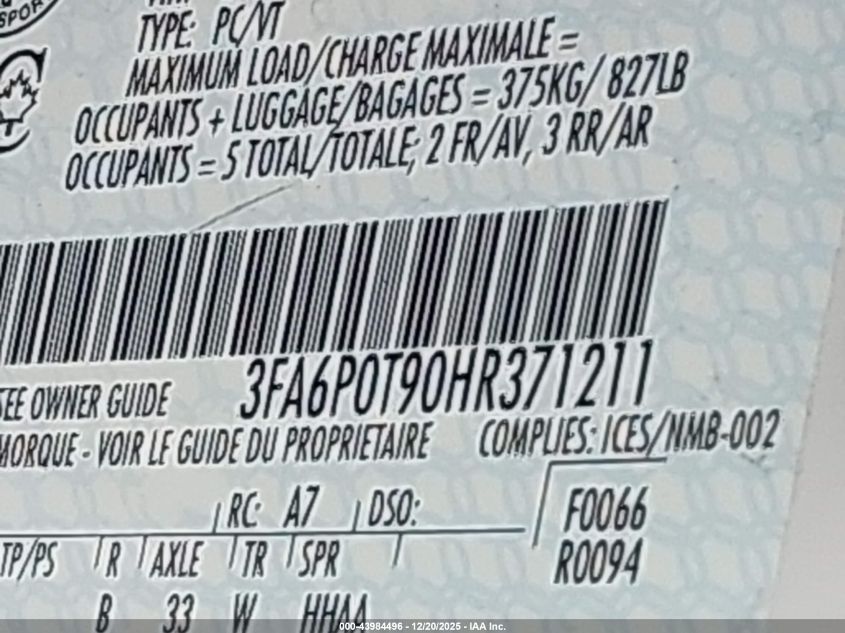 SPOR
TYPE: PC/VT
MAXIMUM LOAD/CHARGE MAXIMALE =
OCCUPANTS + LUGGAGE/BAGAGES = 375KG/ 827LB
OCCUPANTS = 5 TOTAL/TOTALE; 2 FR/AV, 3 RR/AR
3FA6P0T90HR371211
SEE OWNER GUIDE
MORQUE - VOIR LE GUIDE DU PROPRIETAIRE COMPLIES: ICES/NMB-002
RC: A7 DSO: F0066
TP/PS R AXLE TR SPR R0094
B 33 W HHAA
000-43984496 - 12/20/2025 - IAA Inc.